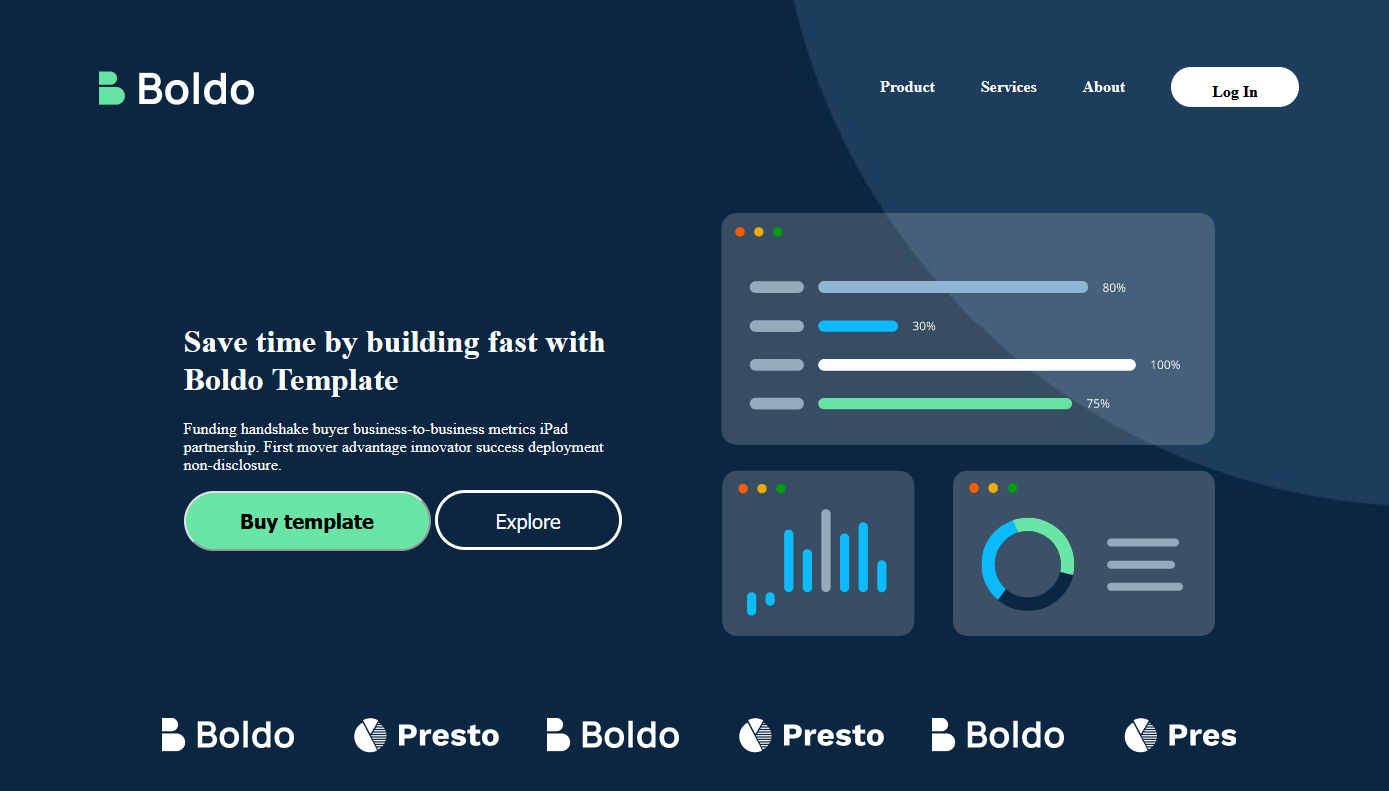 Boldo
Product Services About Log In
80%
30%
100%
75%
Save time by building fast with
Boldo Template
Funding handshake buyer business-to-business metrics iPad
partnership. First mover advantage innovator success deployment
non-disclosure.
Buy template Explore
Boldo Presto Boldo Presto Boldo Pres